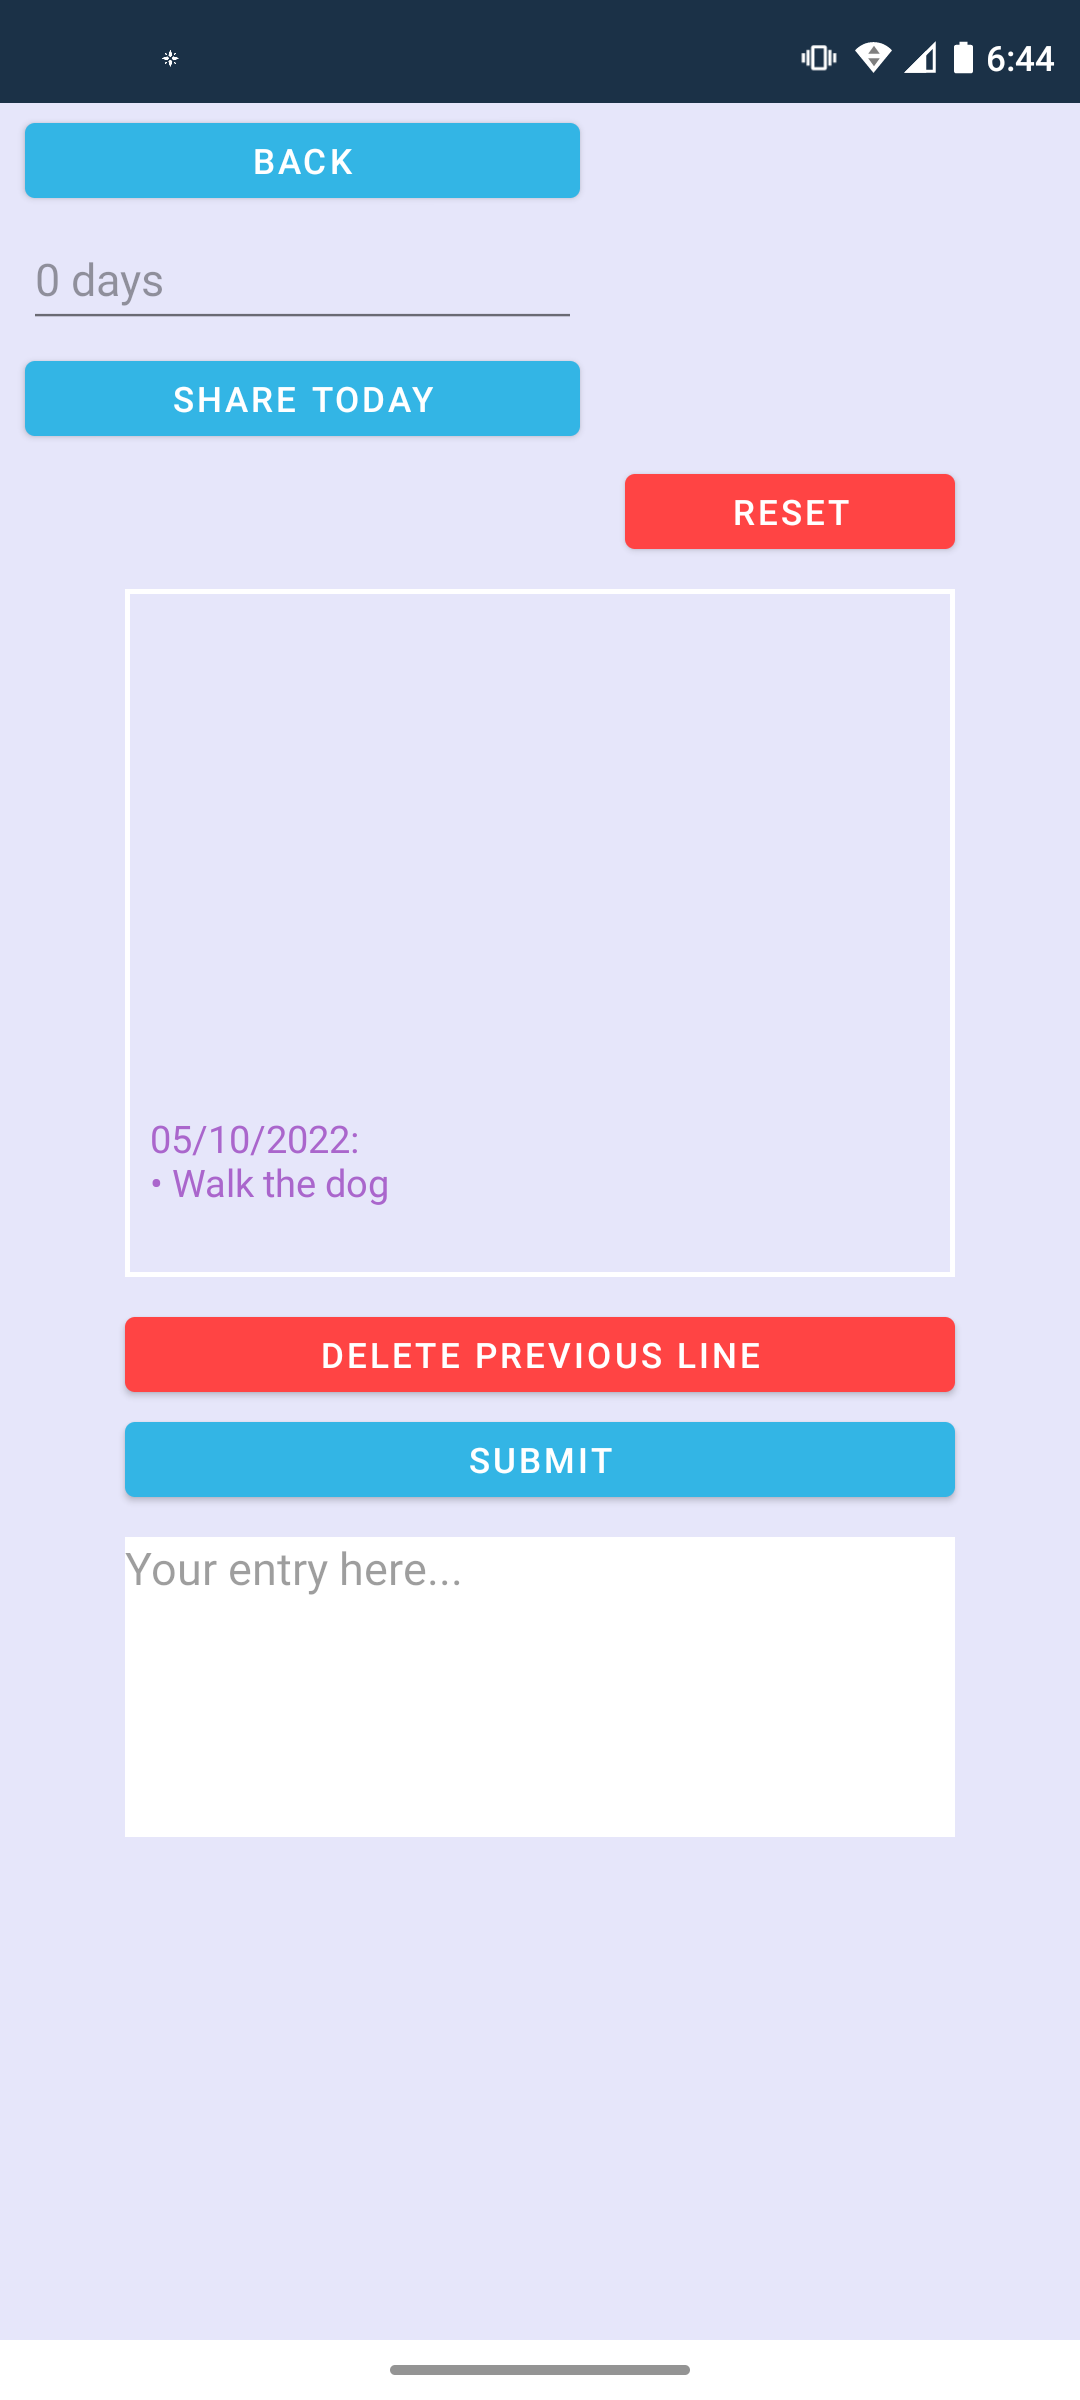 6:44
BACK
0 days
SHARE TODAY
RESET
05/10/2022:
• Walk the dog
DELETE PREVIOUS LINE
SUBMIT
Your entry here...